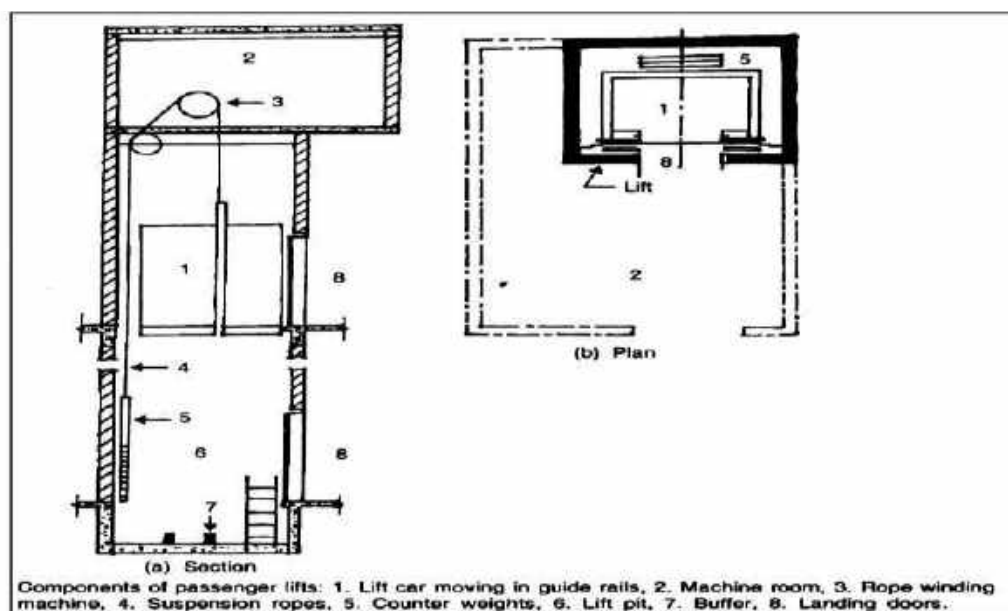 2
3
1
8
4
5
6
8
7
(a) Section
5
1
8
Lift
2
(b) Plan
Components of passenger lifts: 1. Lift car moving in guide rails, 2. Machine room, 3. Rope winding
machine, 4. Suspension ropes, 5. Counter weights, 6. Lift pit, 7. Buffer, 8. Landing doors.